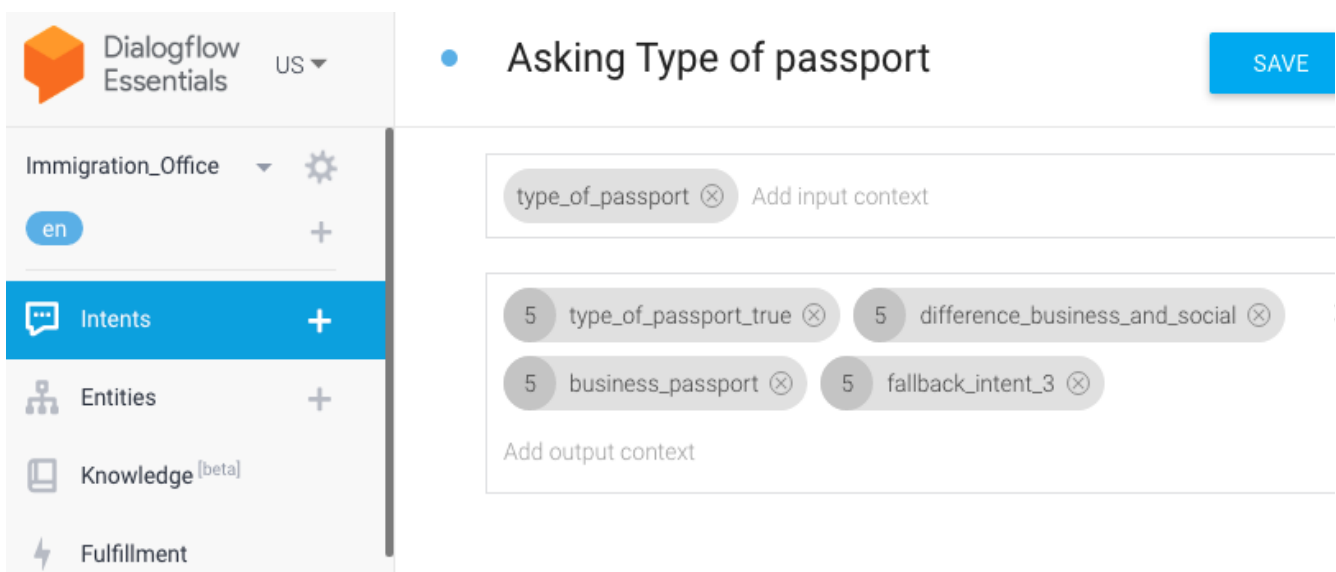 Dialogflow
Essentials
US
Asking Type of passport
SAVE
Immigration_Office
en
Intents
Entities
Knowledge [beta]
Fulfillment
type_of_passport Add input context
5 type_of_passport_true 5 difference_business_and_social
5 business_passport 5 fallback_intent_3
Add output context